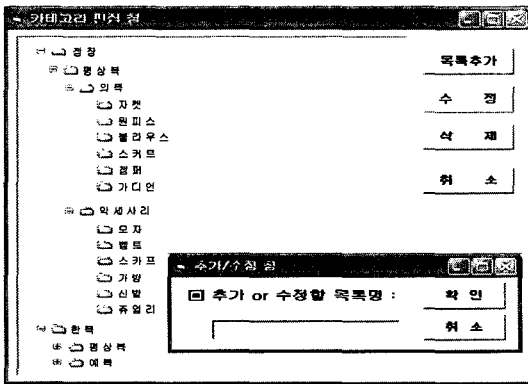 카테고리 편집 창
정장
평상복
의복
자켓
원피스
블라우스
스커트
점퍼
가디언
악세사리
모자
벨트
스카프
가방
신발
쥬얼리
한복
평상복
예복
목록추가
수 정
삭 제
취 소
추가/수정 창
추가 or 수정할 목록명 :
확 인
취 소